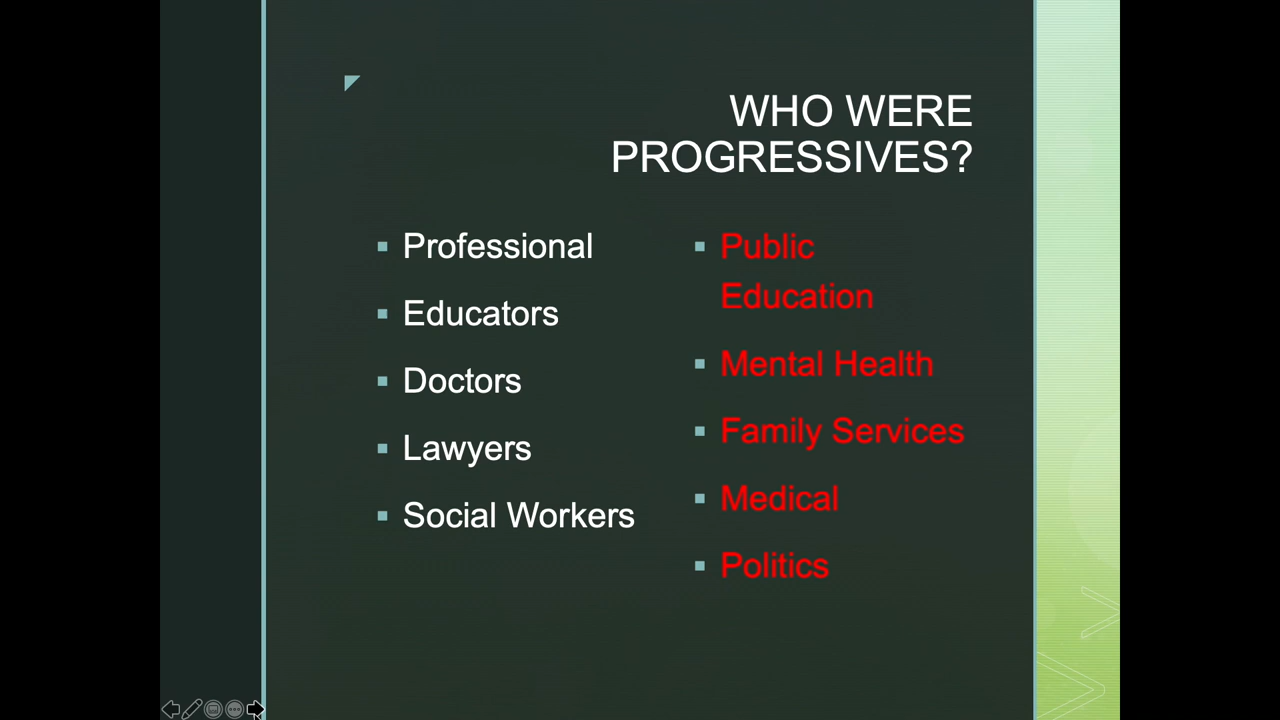 WHO WERE
PROGRESSIVES?
Professional
Educators
Doctors
Lawyers
Social Workers
Public
Education
Mental Health
Family Services
Medical
Politics